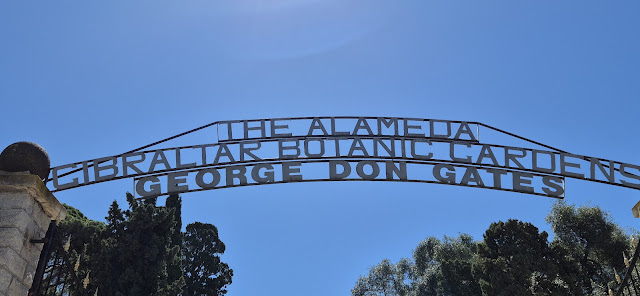 THE ALAMEDA
GIBRALTAR BOTANIC GARDENS
GEORGE DON GATES